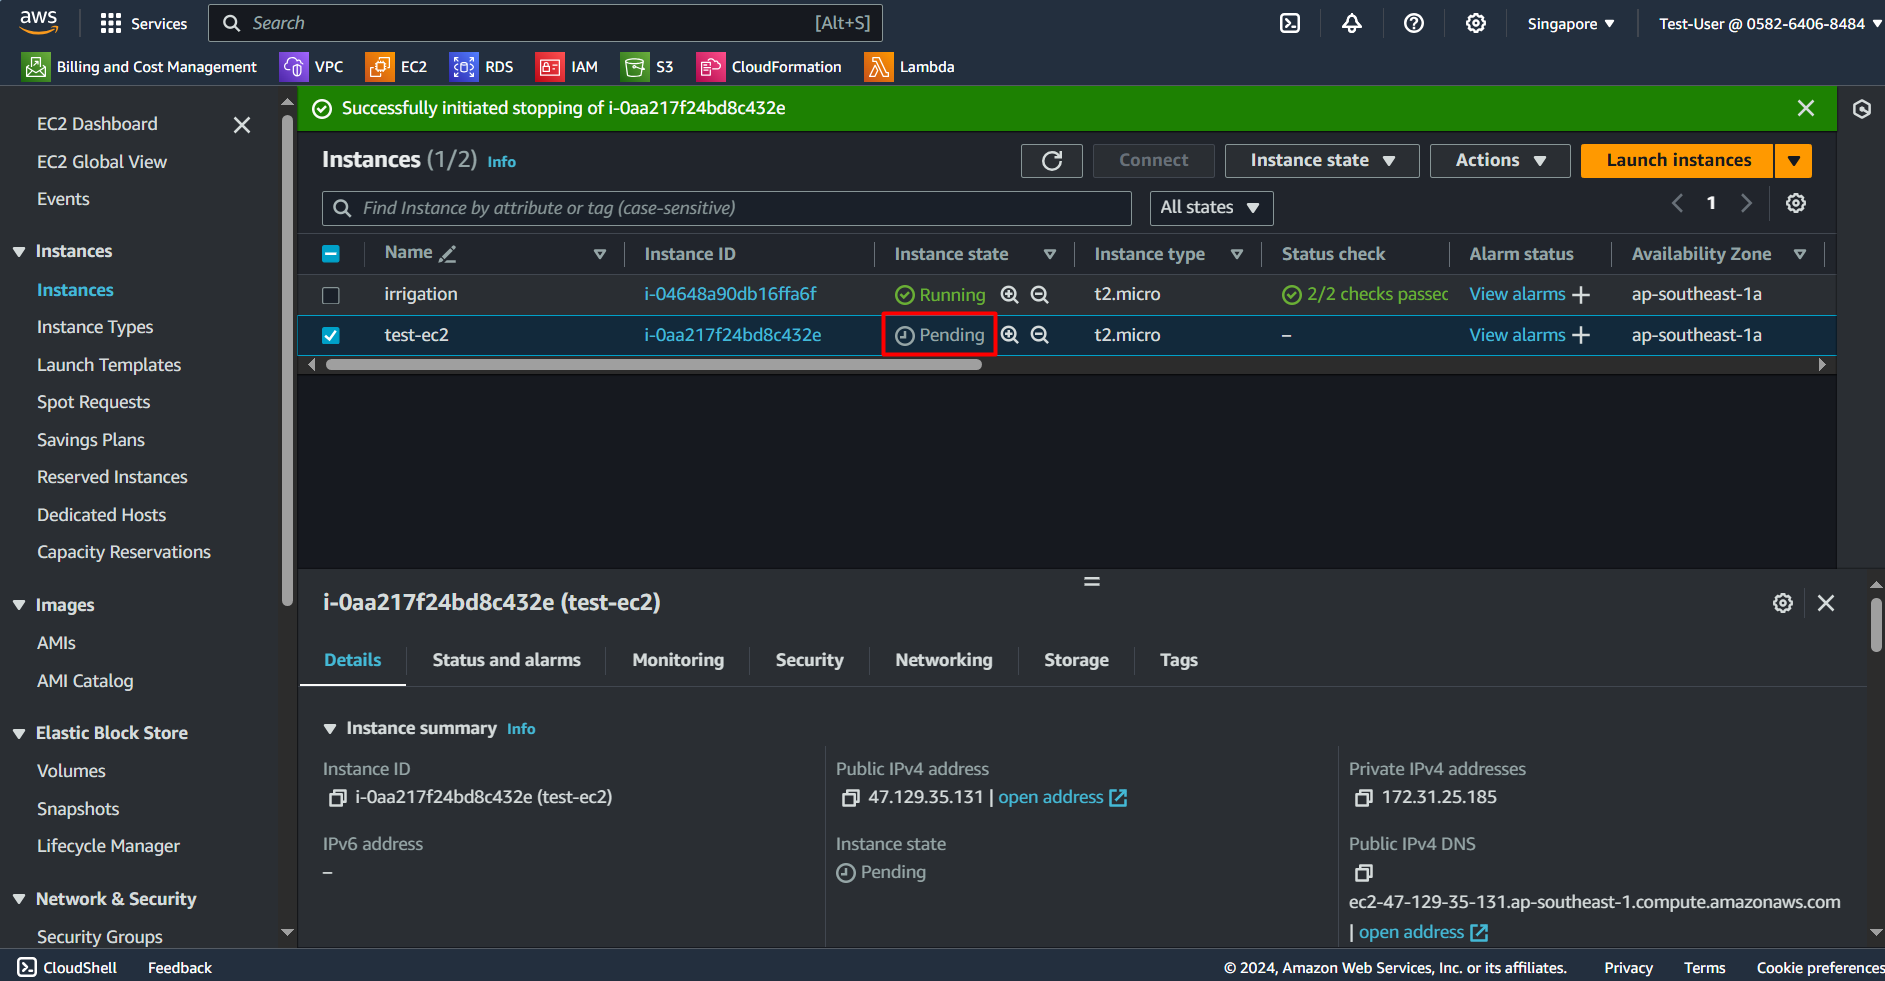 aws
Services
Search
[Alt+S]
Singapore
Test-User @ 0582-6406-8484
Billing and Cost Management
VPC
EC2
RDS
IAM
S3
CloudFormation
Lambda
EC2 Dashboard
EC2 Global View
Events
Instances
Instances
Instance Types
Launch Templates
Spot Requests
Savings Plans
Reserved Instances
Dedicated Hosts
Capacity Reservations
Images
AMIs
AMI Catalog
Elastic Block Store
Volumes
Snapshots
Lifecycle Manager
Network & Security
Security Groups
Successfully initiated stopping of i-0aa217f24bd8c432e
Instances (1/2) Info
Connect
Instance state
Actions
Launch instances
Find Instance by attribute or tag (case-sensitive)
All states
1
Name Instance ID Instance state Instance type Status check Alarm status Availability Zone
irrigation i-04648a90db16ffa6f Running t2.micro 2/2 checks passec View alarms + ap-southeast-1a
test-ec2 i-0aa217f24bd8c432e Pending t2.micro – View alarms + ap-southeast-1a
i-0aa217f24bd8c432e (test-ec2)
Details
Status and alarms
Monitoring
Security
Networking
Storage
Tags
Instance summary Info
Instance ID
i-0aa217f24bd8c432e (test-ec2)
IPv6 address
–
Public IPv4 address
47.129.35.131 | open address
Instance state
Pending
Private IPv4 addresses
172.31.25.185
Public IPv4 DNS
ec2-47-129-35-131.ap-southeast-1.compute.amazonaws.com
| open address
CloudShell
Feedback
© 2024, Amazon Web Services, Inc. or its affiliates.
Privacy
Terms
Cookie preferences